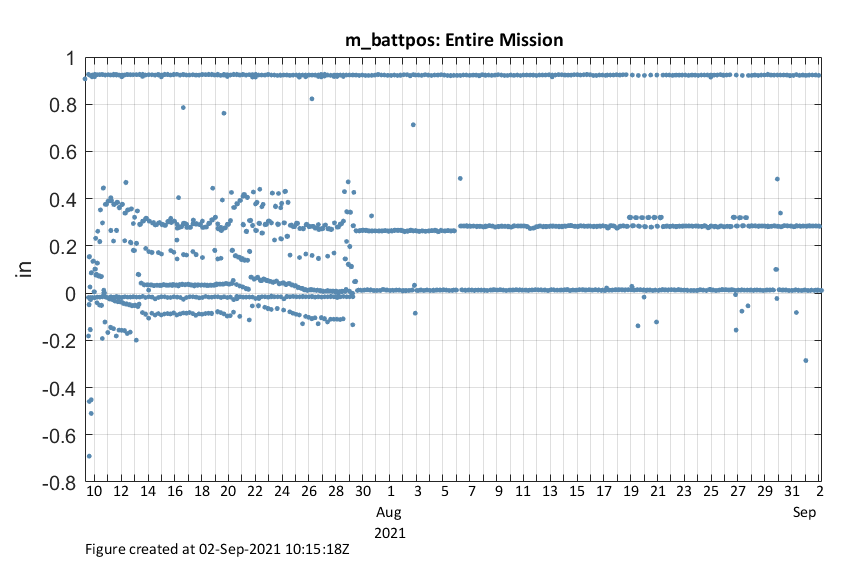 m_battpos: Entire Mission
1
0.8
0.6
0.4
0.2
0
-0.2
-0.4
-0.6
-0.8
in
10 12 14 16 18 20 22 24 26 28 30 1 3 5 7 9 11 13 15 17 19 21 23 25 27 29 31 2
Aug Sep
2021
Figure created at 02-Sep-2021 10:15:18Z